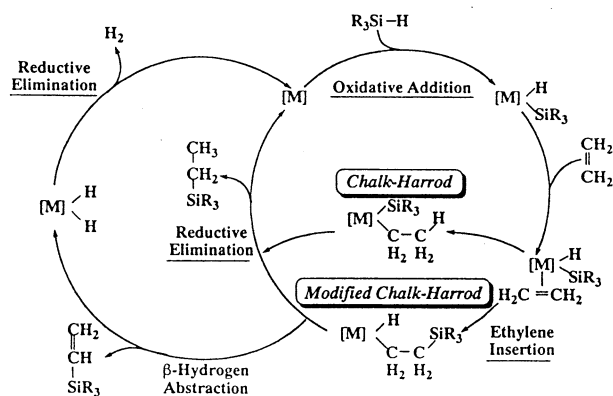 R₃Si–H
H₂
Reductive
Elimination
[M]
Oxidative Addition
[M]
H
SiR₃
CH₃
CH₂
SiR₃
Chalk-Harrod
CH₂
CH₂
[M]
H
H
Reductive
Elimination
[M]
SiR₃
H
C
C
H₂
H₂
[M]
H
SiR₃
H₂C=CH₂
Modified Chalk-Harrod
[M]
H
SiR₃
C
C
H₂
H₂
Ethylene
Insertion
CH₂
CH
SiR₃
β-Hydrogen
Abstraction